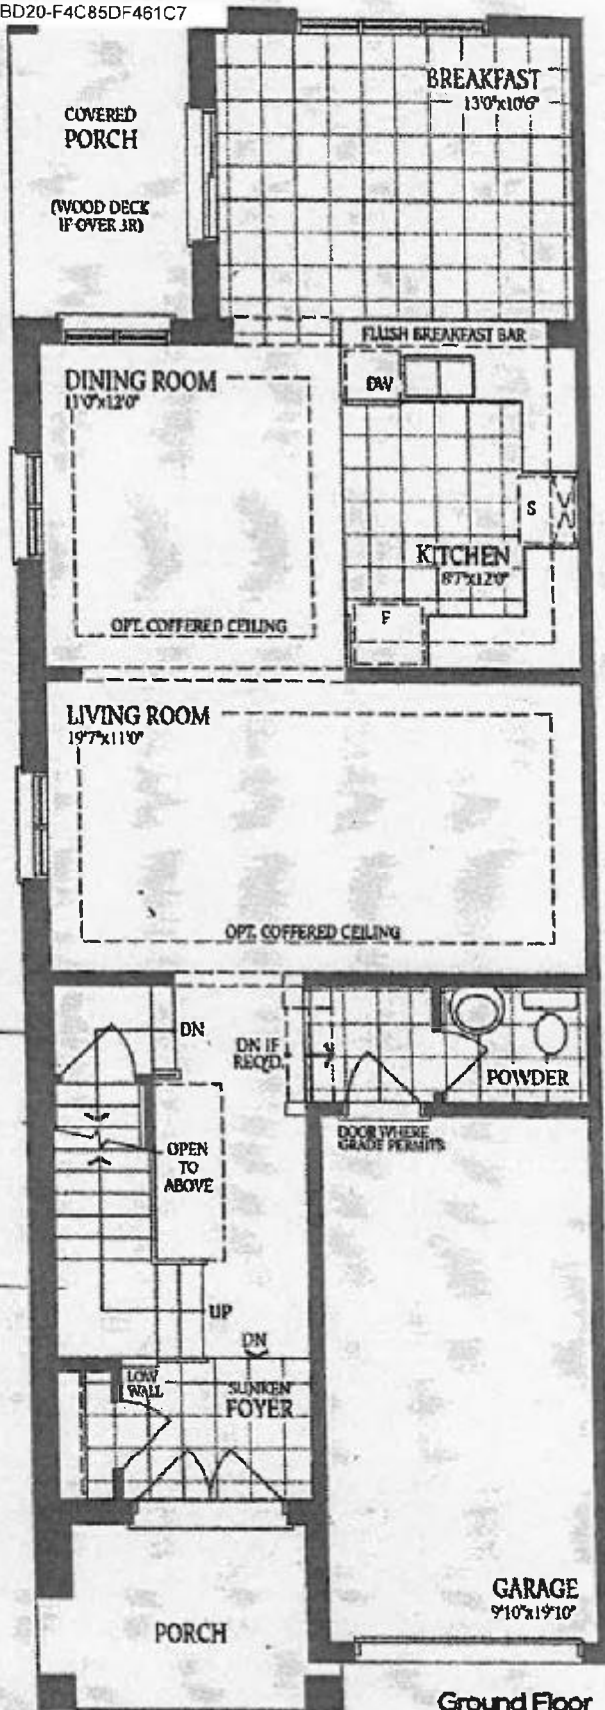 BD20-F4C85DF461C7
BREAKFAST
13'0"x10'6"
COVERED
PORCH
(WOOD DECK
IF OVER 3R)
FLUSH BREAKFAST BAR
DW
DINING ROOM
11'0"x12'0"
S
KITCHEN
8'7"x12'0"
F
OPT. COFFERED CEILING
LIVING ROOM
19'7"x11'0"
OPT. COFFERED CEILING
DN
DN IF
REQ'D.
POWDER
DOOR WHERE
GRADE PERMITS
OPEN
TO
ABOVE
UP
DN
LOW
WALL
SUNKEN
FOYER
GARAGE
9'10"x19'10"
PORCH
Ground Floor